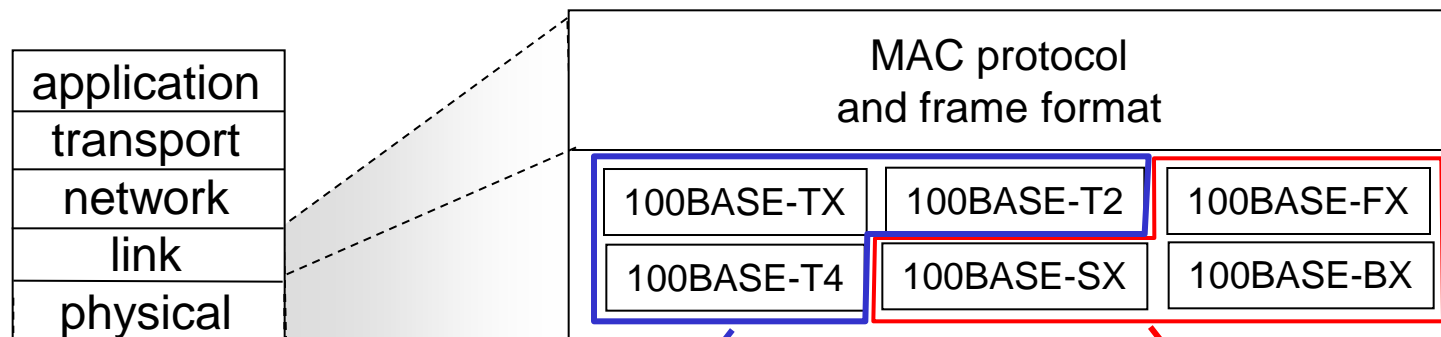 application
transport
network
link
physical
MAC protocol
and frame format
100BASE-TX
100BASE-T2
100BASE-FX
100BASE-T4
100BASE-SX
100BASE-BX